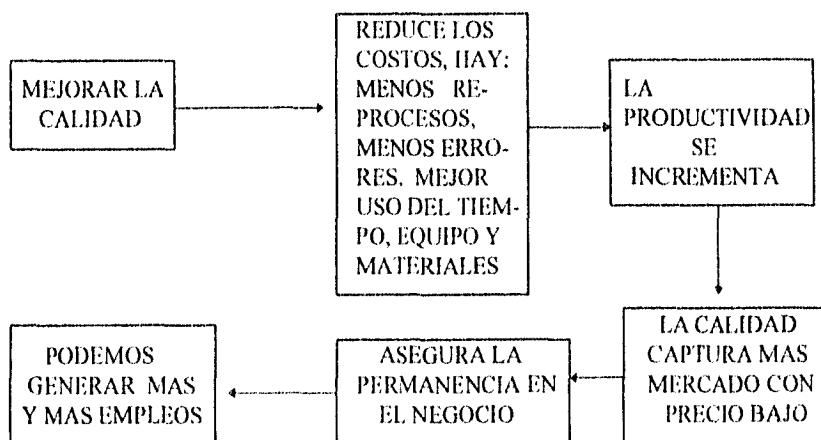 MEJORAR LA
CALIDAD
REDUCE LOS
COSTOS, HAY:
MENOS RE-
PROCESOS,
MENOS ERRO-
RES. MEJOR
USO DEL TIEM-
PO, EQUIPO Y
MATERIALES
LA
PRODUCTIVIDAD
SE
INCREMENTA
LA CALIDAD
CAPTURA MAS
MERCADO CON
PRECIO BAJO
ASEGURA LA
PERMANENCIA EN
EL NEGOCIO
PODEMOS
GENERAR MAS
Y MAS EMPLEOS